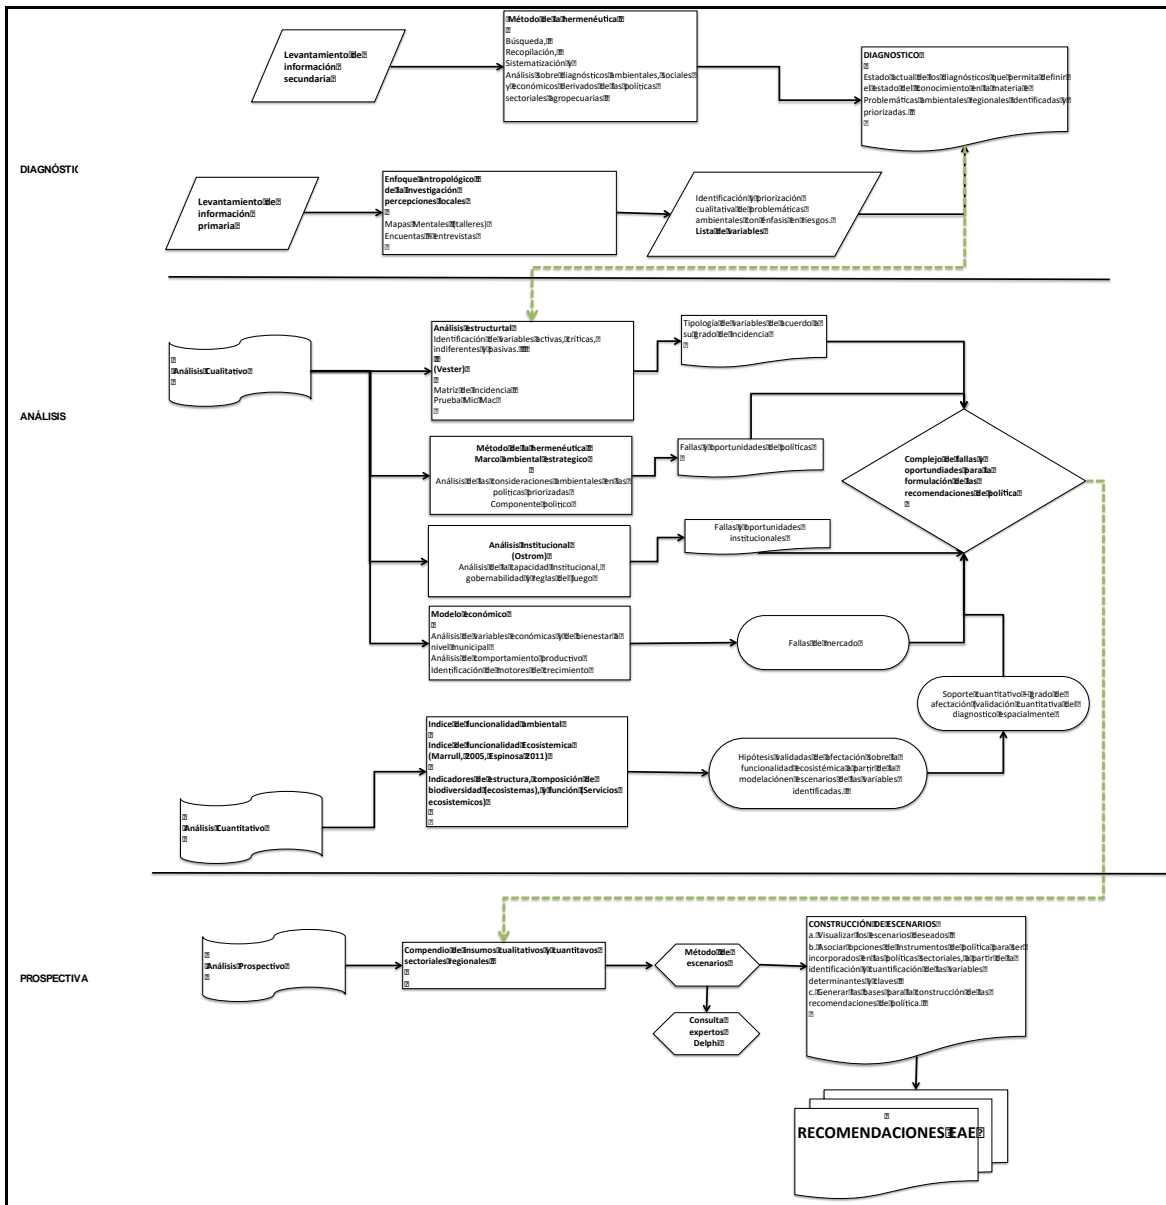 Levantamiento de
información
secundaria
Método de la hermenéutica
Búsqueda,
Recopilación,
Sistematización y
Análisis sobre diagnósticos ambientales, sociales
y económicos derivados de las políticas
sectoriales agropecuarias
DIAGNOSTICO
Estado actual de los diagnósticos que permita definir
el estado del conocimiento en la materia e
Problemáticas ambientales regionales identificadas y
priorizadas.
DIAGNÓSTIC
Levantamiento de
información
primaria
Enfoque antropológico
de la investigación
percepciones locales
Mapas Mentales (talleres)
Encuentas - entrevistas
Identificación y priorización
cualitativa de problemáticas
ambientales con énfasis en riesgos.
Lista de variables
ANÁLISIS
Análisis Cualitativo
Análisis estructurtal
Identificación de variables activas, críticas,
indiferentes y pasivas.
(Vester)
Matriz de incidencia
Prueba Mic Mac
Tipología de variables de acuerdo a
su grado de incidencia
Método de la hermenéutica
Marco ambiental estrategico
Análisis de las consideraciones ambientales en las
políticas priorizadas
Componente politico
Fallas y oportunidades de políticas
Complejo de fallas y
oportundiades para la
formulación de las
recomendaciones de política
Análisis Institucional
(Ostrom)
Análisis de la capacidad institucional,
gobernabilidad y reglas del juego
Fallas y oportunidades
institucionales
Modelo económico
Análisis de variables económicas y de bienestar a
nivel municipal
Análisis de comportamiento productivo
Identificación de motores de crecimiento
Fallas de mercado
Soporte cuantitativo – grado de
afectación (validación cuantitativa del
diagnostico espacialmente
Indice de funcionalidad ambiental
Indice de funcionalidad Ecosistemica
(Marrull, 2005, Espinosa 2011)
Indicadores de estructura, composición de
biodiversidad (ecosistemas), y función (Servicios
ecosistemicos)
Hipótesis validadas de afectación sobre la
funcionalidad ecosistémica a partir de la
modelaciónen escenarios de las variables
identificadas.
Análisis Cuantitativo
PROSPECTIVA
Análisis Prospectivo
Compendio de insumos cualitativos y cuantitavos
sectoriales regionales
Método de
escenarios
Consulta
expertos
Delphi
CONSTRUCCIÓN DE ESCENARIOS
a. Visualizar los escenarios deseados
b. Asociar opciones de instrumentos de política para ser
incorporados en las políticas sectoriales, a partir de la
identificación y cuantificación de las variables
determinantes y claves
c. Generar las bases para la construcción de las
recomendaciones de política.
RECOMENDACIONES EAE